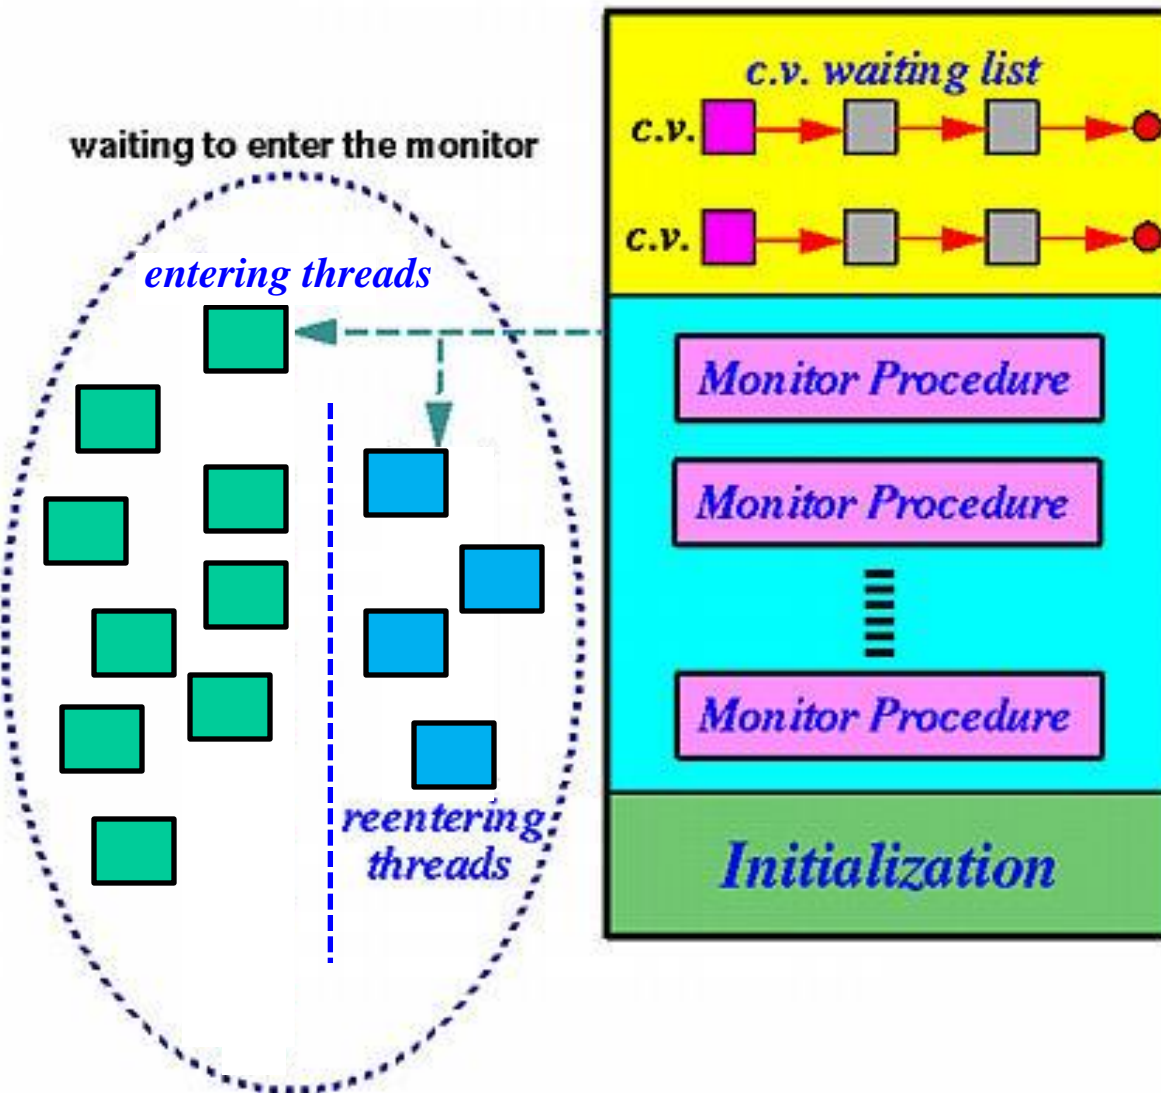 c.v. waiting list
c.v.
c.v.
waiting to enter the monitor
entering threads
reentering
threads
Monitor Procedure
Monitor Procedure
Monitor Procedure
Initialization